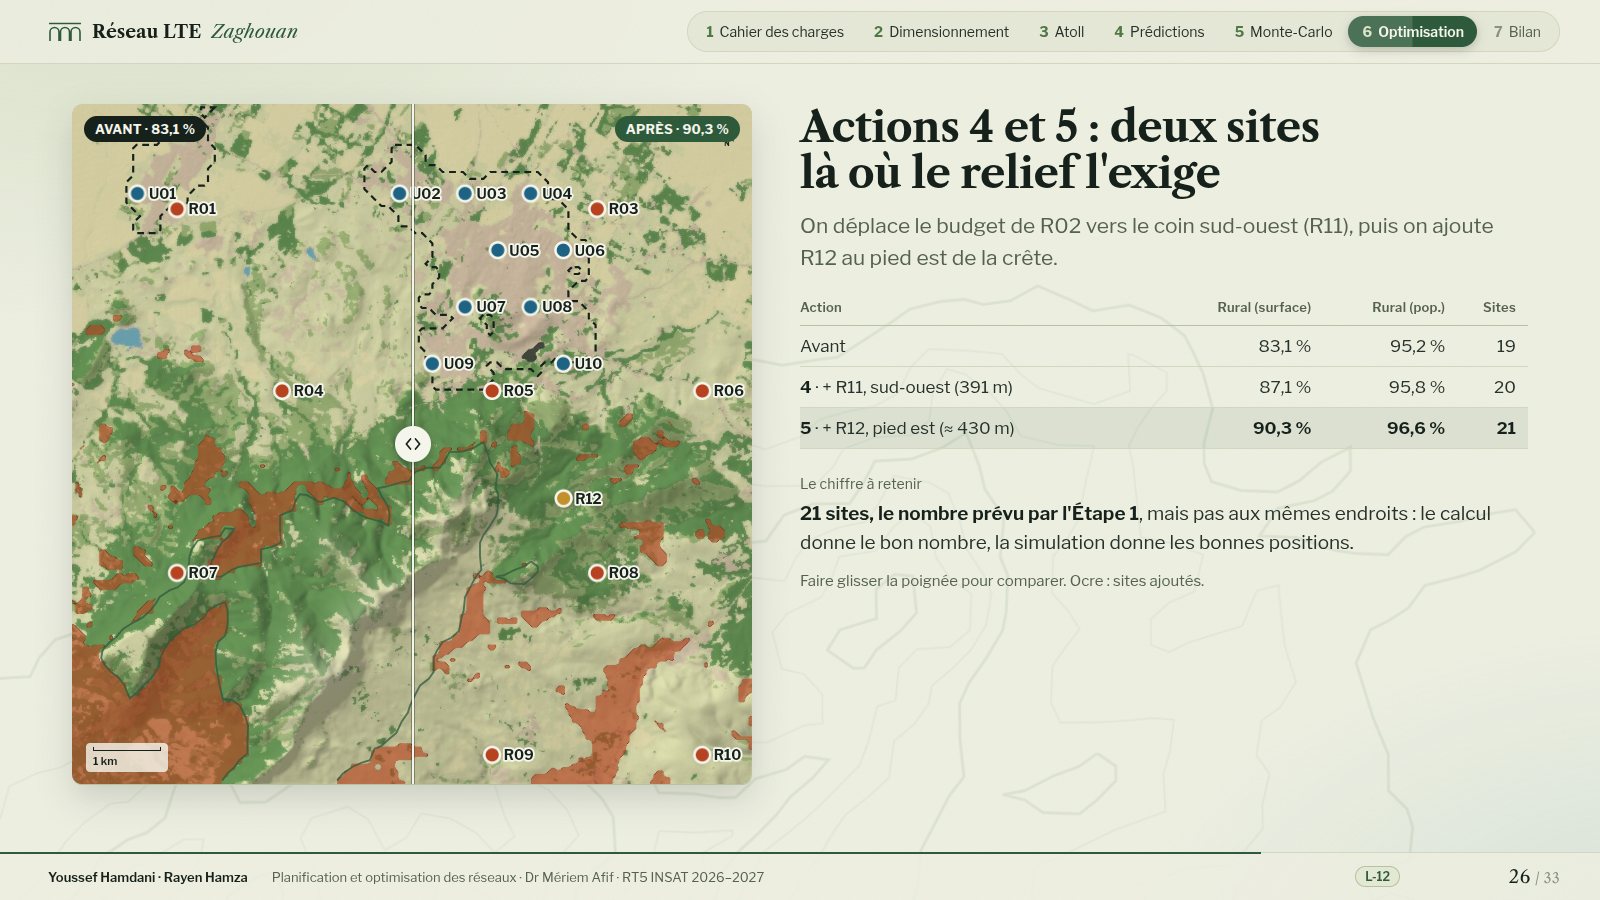 Réseau LTE Zaghouan
1 Cahier des charges
2 Dimensionnement
3 Atoll
4 Prédictions
5 Monte-Carlo
6 Optimisation
7 Bilan
AVANT · 83,1 %
APRÈS · 90,3 %
N
U01
R01
U02
U03
U04
R03
U05
U06
U07
U08
U09
U10
R04
R05
R06
R12
R07
R08
R09
R10
1 km
Actions 4 et 5 : deux sites
là où le relief l'exige
On déplace le budget de R02 vers le coin sud-ouest (R11), puis on ajoute
R12 au pied est de la crête.
Action Rural (surface) Rural (pop.) Sites
Avant 83,1 % 95,2 % 19
4 · + R11, sud-ouest (391 m) 87,1 % 95,8 % 20
5 · + R12, pied est (≈ 430 m) 90,3 % 96,6 % 21
Le chiffre à retenir
21 sites, le nombre prévu par l'Étape 1, mais pas aux mêmes endroits : le calcul
donne le bon nombre, la simulation donne les bonnes positions.
Faire glisser la poignée pour comparer. Ocre : sites ajoutés.
Youssef Hamdani · Rayen Hamza
Planification et optimisation des réseaux · Dr Mériem Afif · RT5 INSAT 2026–2027
L-12
26 / 33